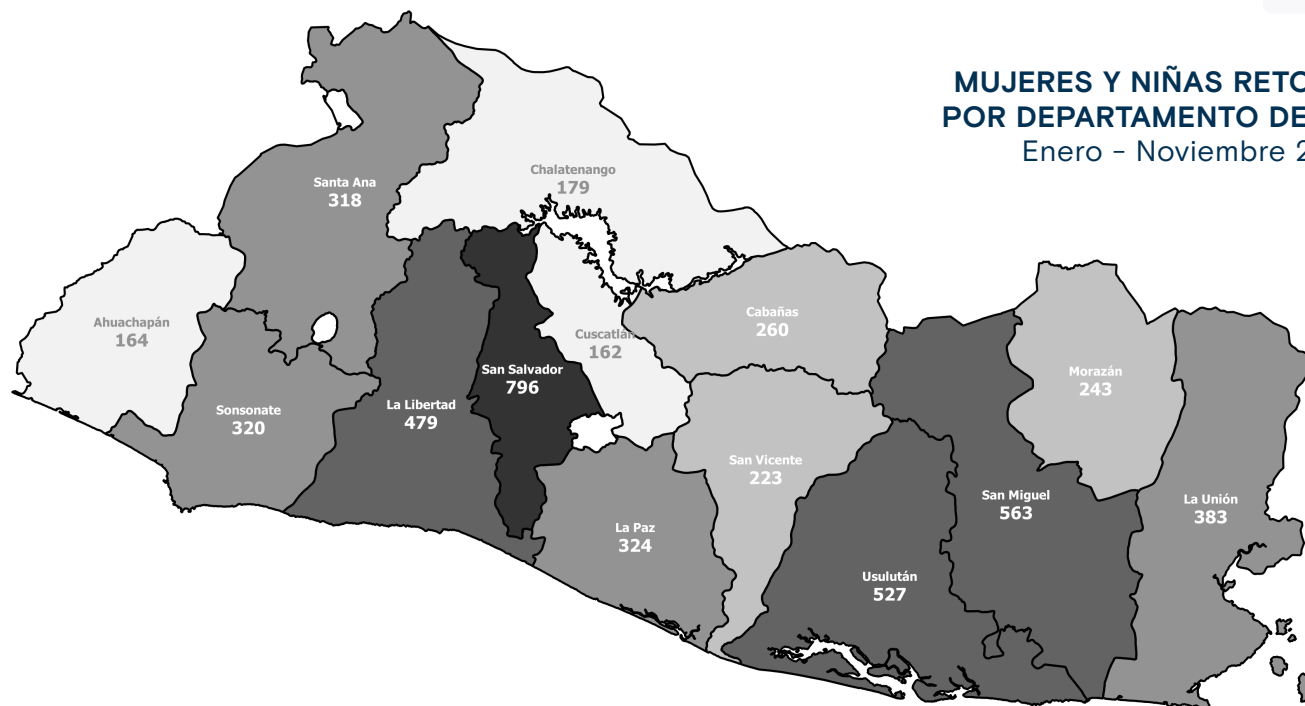 MUJERES Y NIÑAS RETO
POR DEPARTAMENTO DE
Enero - Noviembre 2
Chalatenango
179
Santa Ana
318
Ahuachapán
164
Cabañas
260
Cuscatlán
162
San Salvador
796
Morazán
243
La Libertad
479
Sonsonate
320
San Vicente
223
San Miguel
563
La Unión
383
La Paz
324
Usulután
527